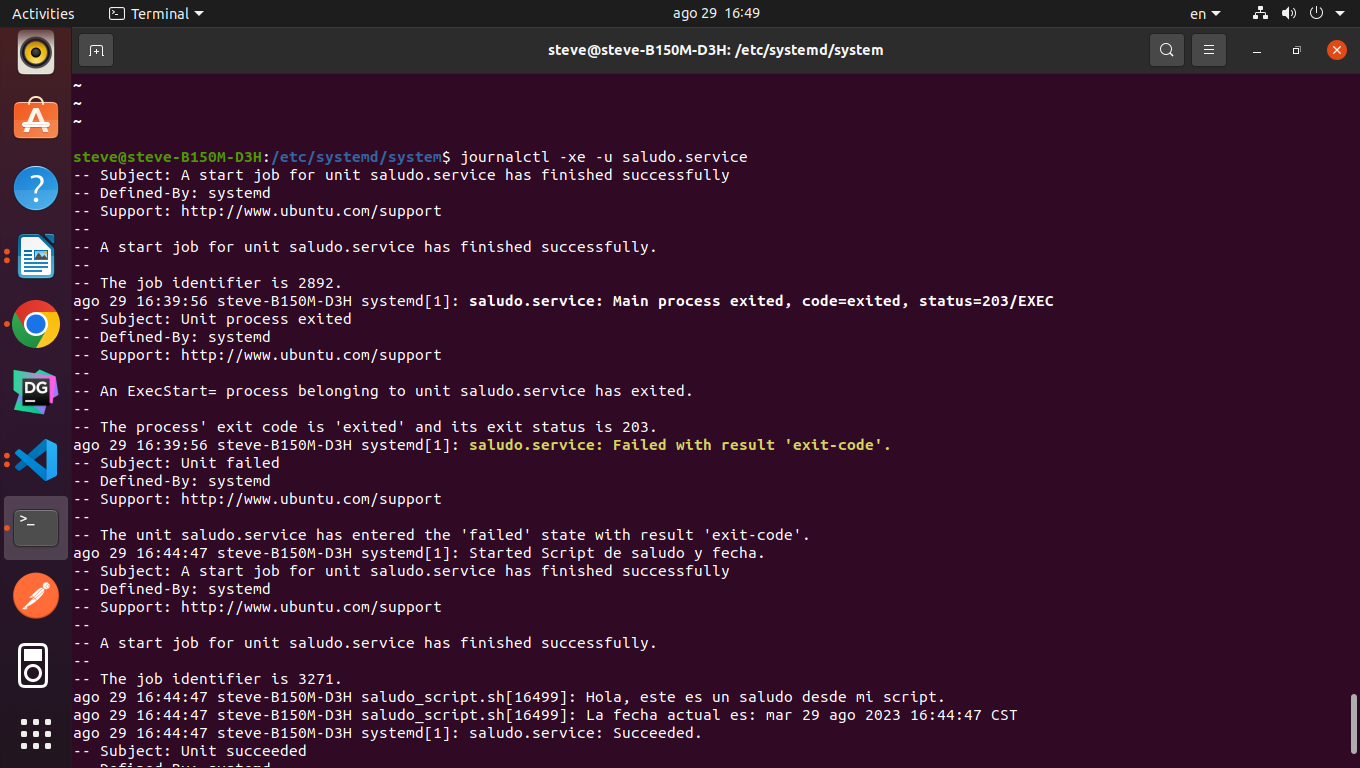 Activities Terminal ago 29 16:49 en
steve@steve-B150M-D3H: /etc/systemd/system
~
~
~
steve@steve-B150M-D3H:/etc/systemd/system$ journalctl -xe -u saludo.service
-- Subject: A start job for unit saludo.service has finished successfully
-- Defined-By: systemd
-- Support: http://www.ubuntu.com/support
--
-- A start job for unit saludo.service has finished successfully.
--
-- The job identifier is 2892.
ago 29 16:39:56 steve-B150M-D3H systemd[1]: saludo.service: Main process exited, code=exited, status=203/EXEC
-- Subject: Unit process exited
-- Defined-By: systemd
-- Support: http://www.ubuntu.com/support
--
-- An ExecStart= process belonging to unit saludo.service has exited.
--
-- The process' exit code is 'exited' and its exit status is 203.
ago 29 16:39:56 steve-B150M-D3H systemd[1]: saludo.service: Failed with result 'exit-code'.
-- Subject: Unit failed
-- Defined-By: systemd
-- Support: http://www.ubuntu.com/support
--
-- The unit saludo.service has entered the 'failed' state with result 'exit-code'.
ago 29 16:44:47 steve-B150M-D3H systemd[1]: Started Script de saludo y fecha.
-- Subject: A start job for unit saludo.service has finished successfully
-- Defined-By: systemd
-- Support: http://www.ubuntu.com/support
--
-- A start job for unit saludo.service has finished successfully.
--
-- The job identifier is 3271.
ago 29 16:44:47 steve-B150M-D3H saludo_script.sh[16499]: Hola, este es un saludo desde mi script.
ago 29 16:44:47 steve-B150M-D3H saludo_script.sh[16499]: La fecha actual es: mar 29 ago 2023 16:44:47 CST
ago 29 16:44:47 steve-B150M-D3H systemd[1]: saludo.service: Succeeded.
-- Subject: Unit succeeded
-- Defined-By: systemd
DG